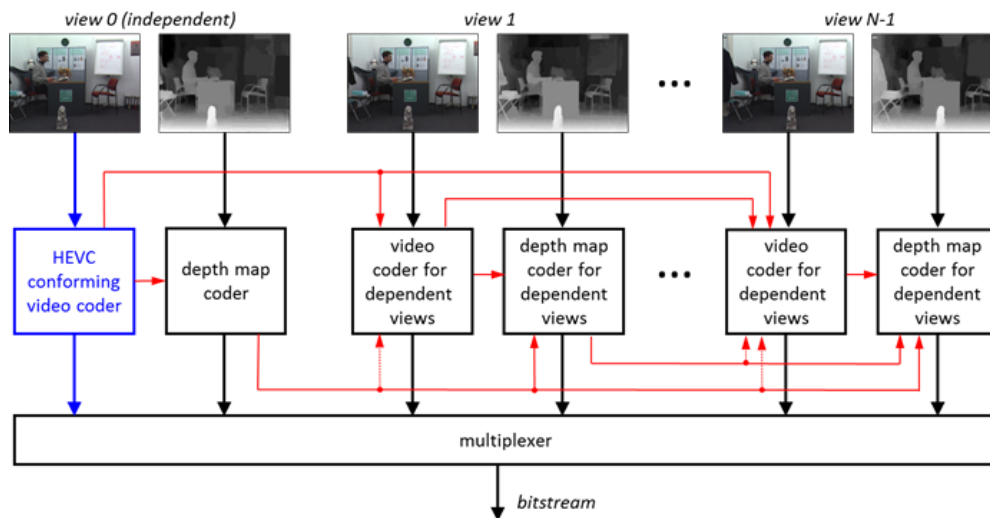 view 0 (independent)
view 1
view N-1
HEVC
conforming
video coder
depth map
coder
video
coder for
dependent
views
depth map
coder for
dependent
views
video
coder for
dependent
views
depth map
coder for
dependent
views
multiplexer
bitstream